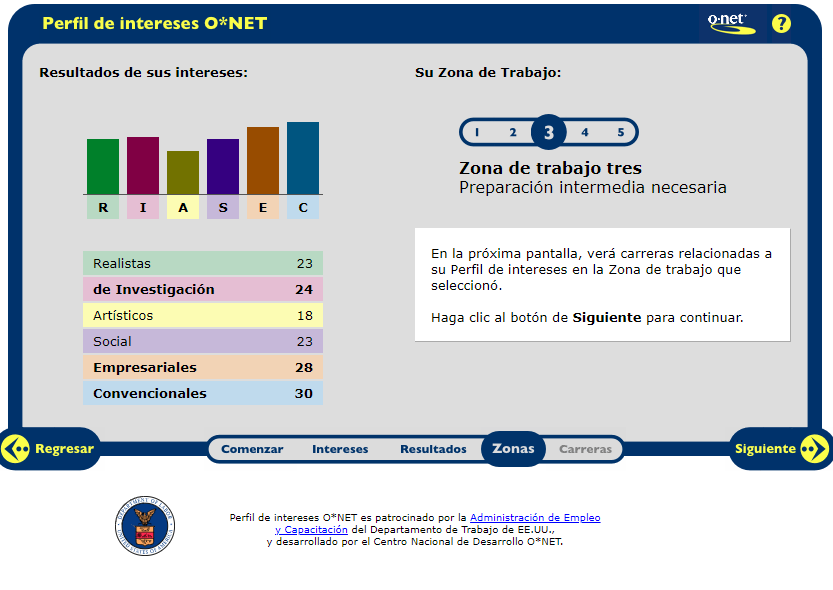 Perfil de intereses O*NET
o·net
?
Resultados de sus intereses:
R I A S E C
Realistas 23
de Investigación 24
Artísticos 18
Social 23
Empresariales 28
Convencionales 30
Su Zona de Trabajo:
1 2 3 4 5
Zona de trabajo tres
Preparación intermedia necesaria
En la próxima pantalla, verá carreras relacionadas a
su Perfil de intereses en la Zona de trabajo que
seleccionó.
Haga clic al botón de Siguiente para continuar.
Regresar
Comenzar Intereses Resultados Zonas Carreras
Siguiente
DEPARTMENT OF LABOR
UNITED STATES OF AMERICA
Perfil de intereses O*NET es patrocinado por la Administración de Empleo
y Capacitación del Departamento de Trabajo de EE.UU.,
y desarrollado por el Centro Nacional de Desarrollo O*NET.